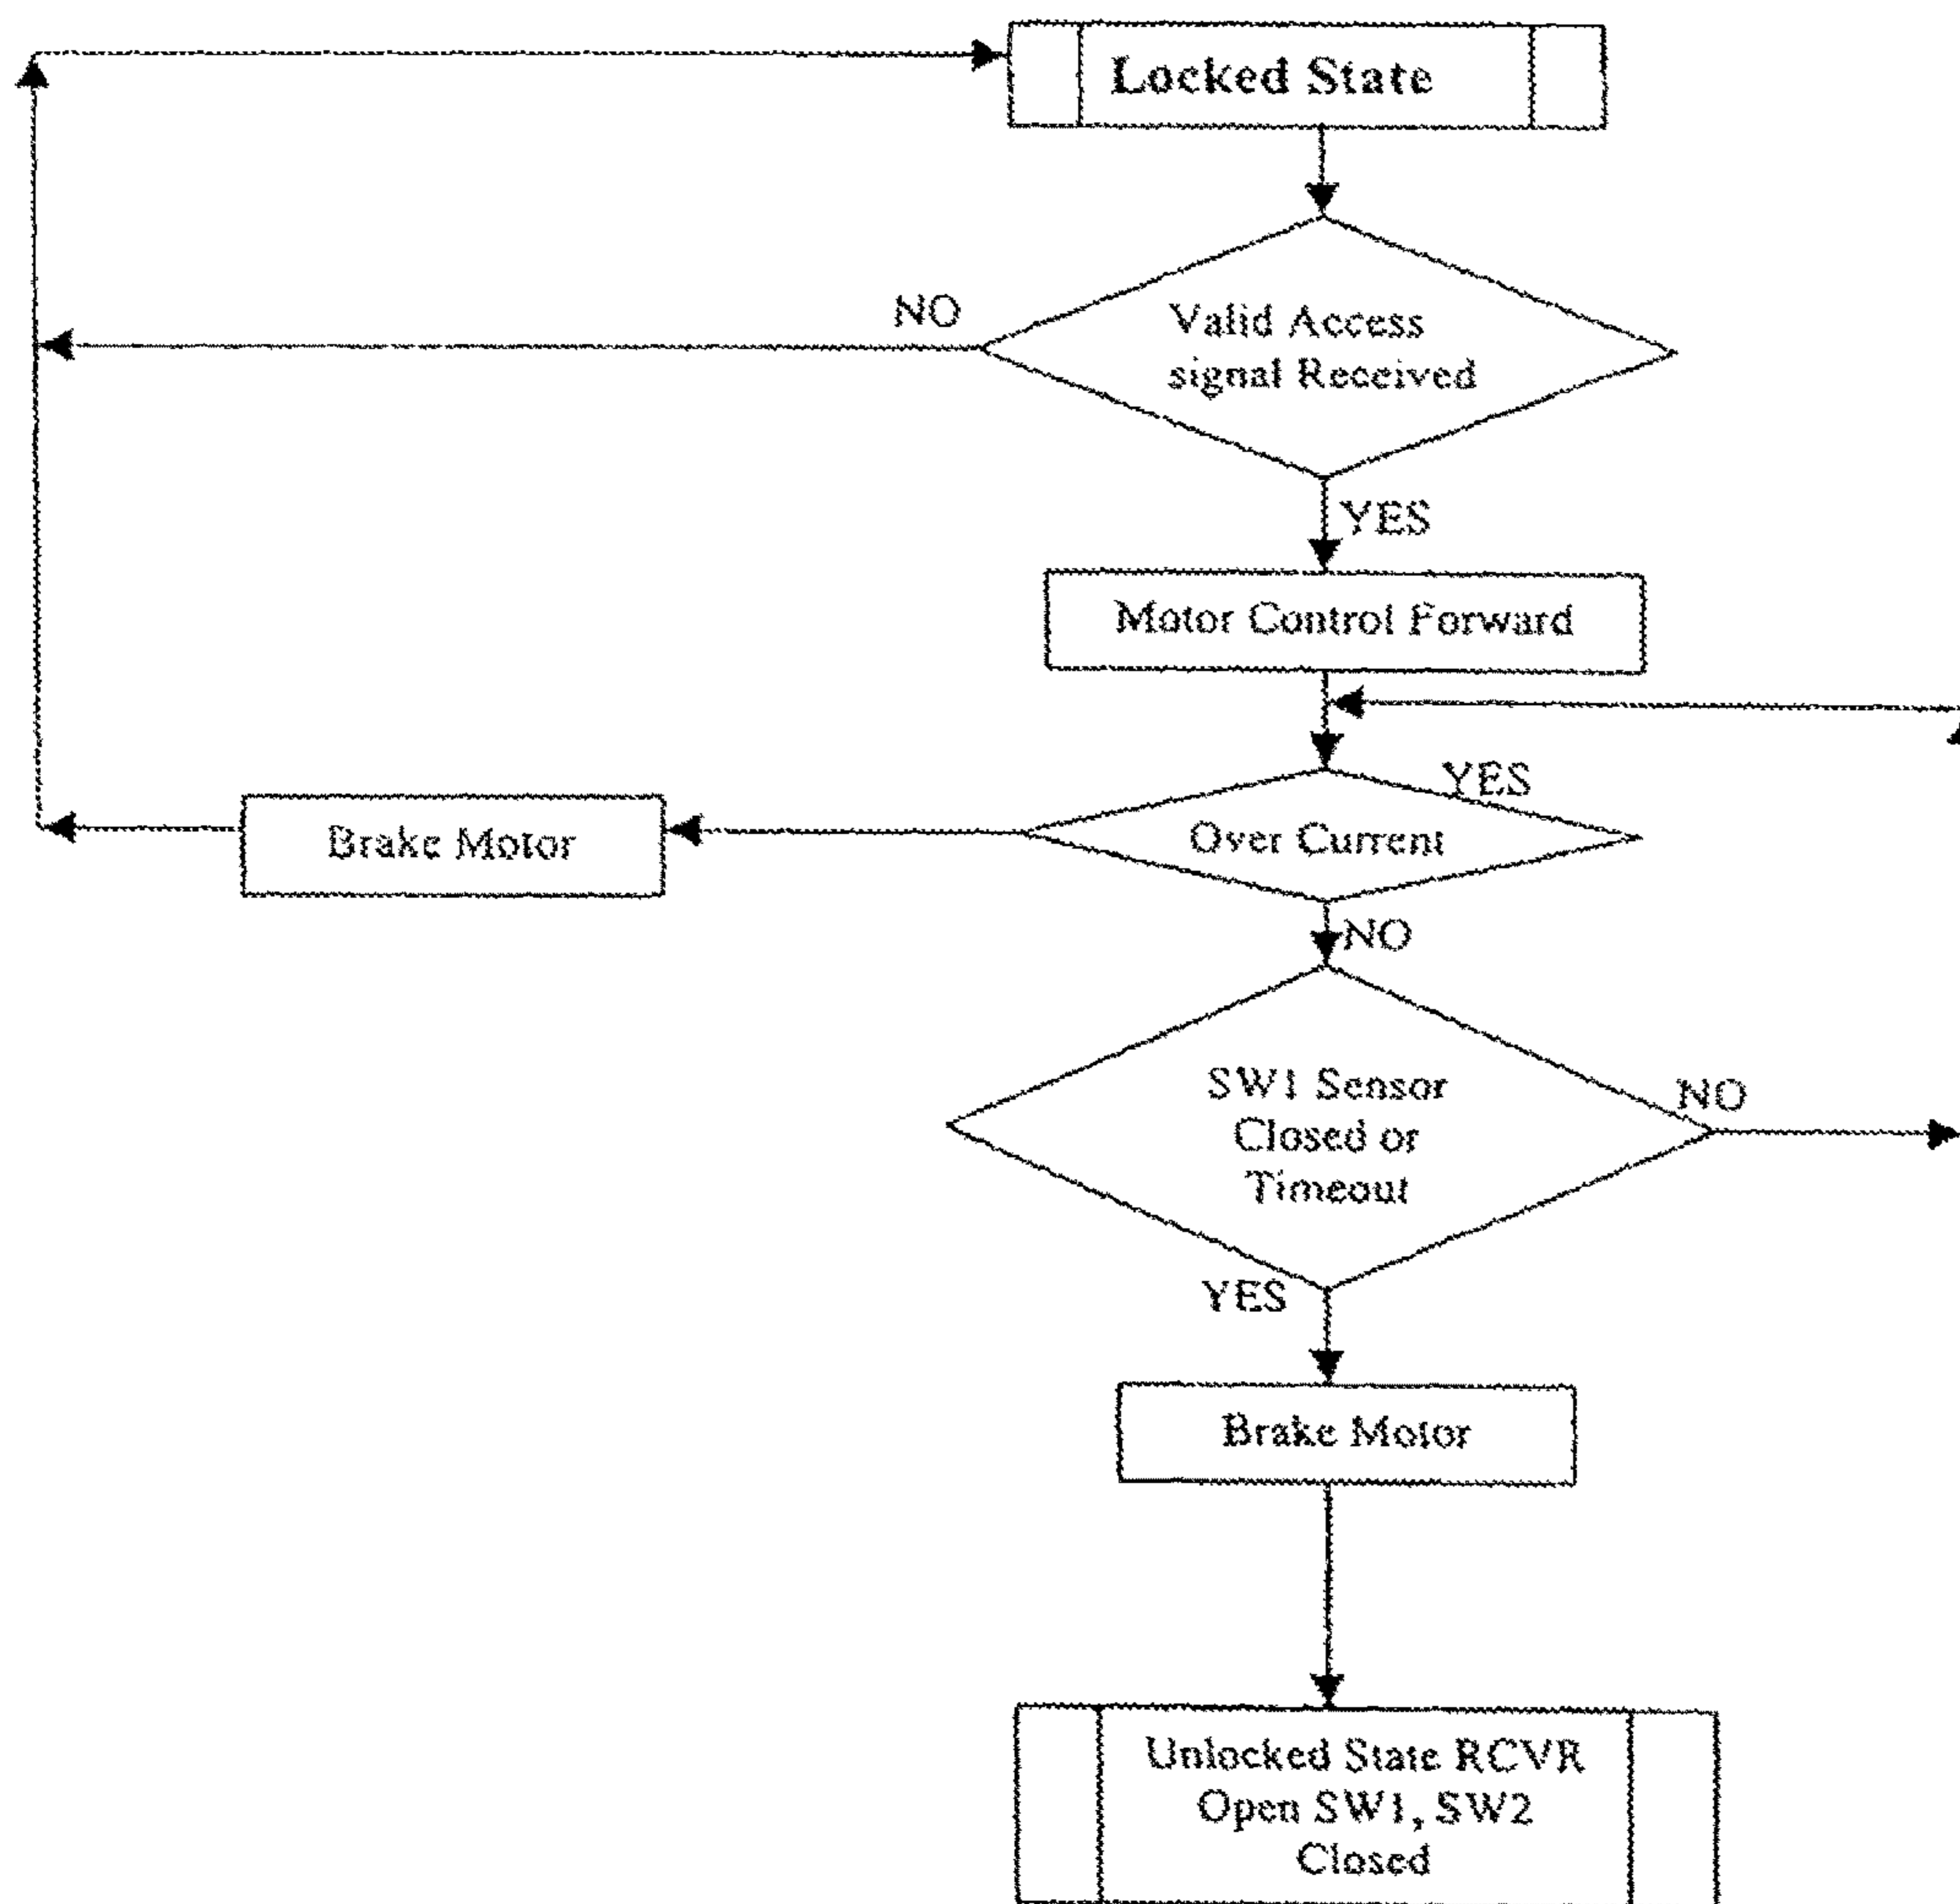 Locked State
NO
Valid Access
signal Received
YES
Motor Control Forward
YES
Brake Motor
Over Current
NO
SW1 Sensor
Closed or
Timeout
NO
YES
Brake Motor
Unlocked State RCVR
Open SW1, SW2
Closed